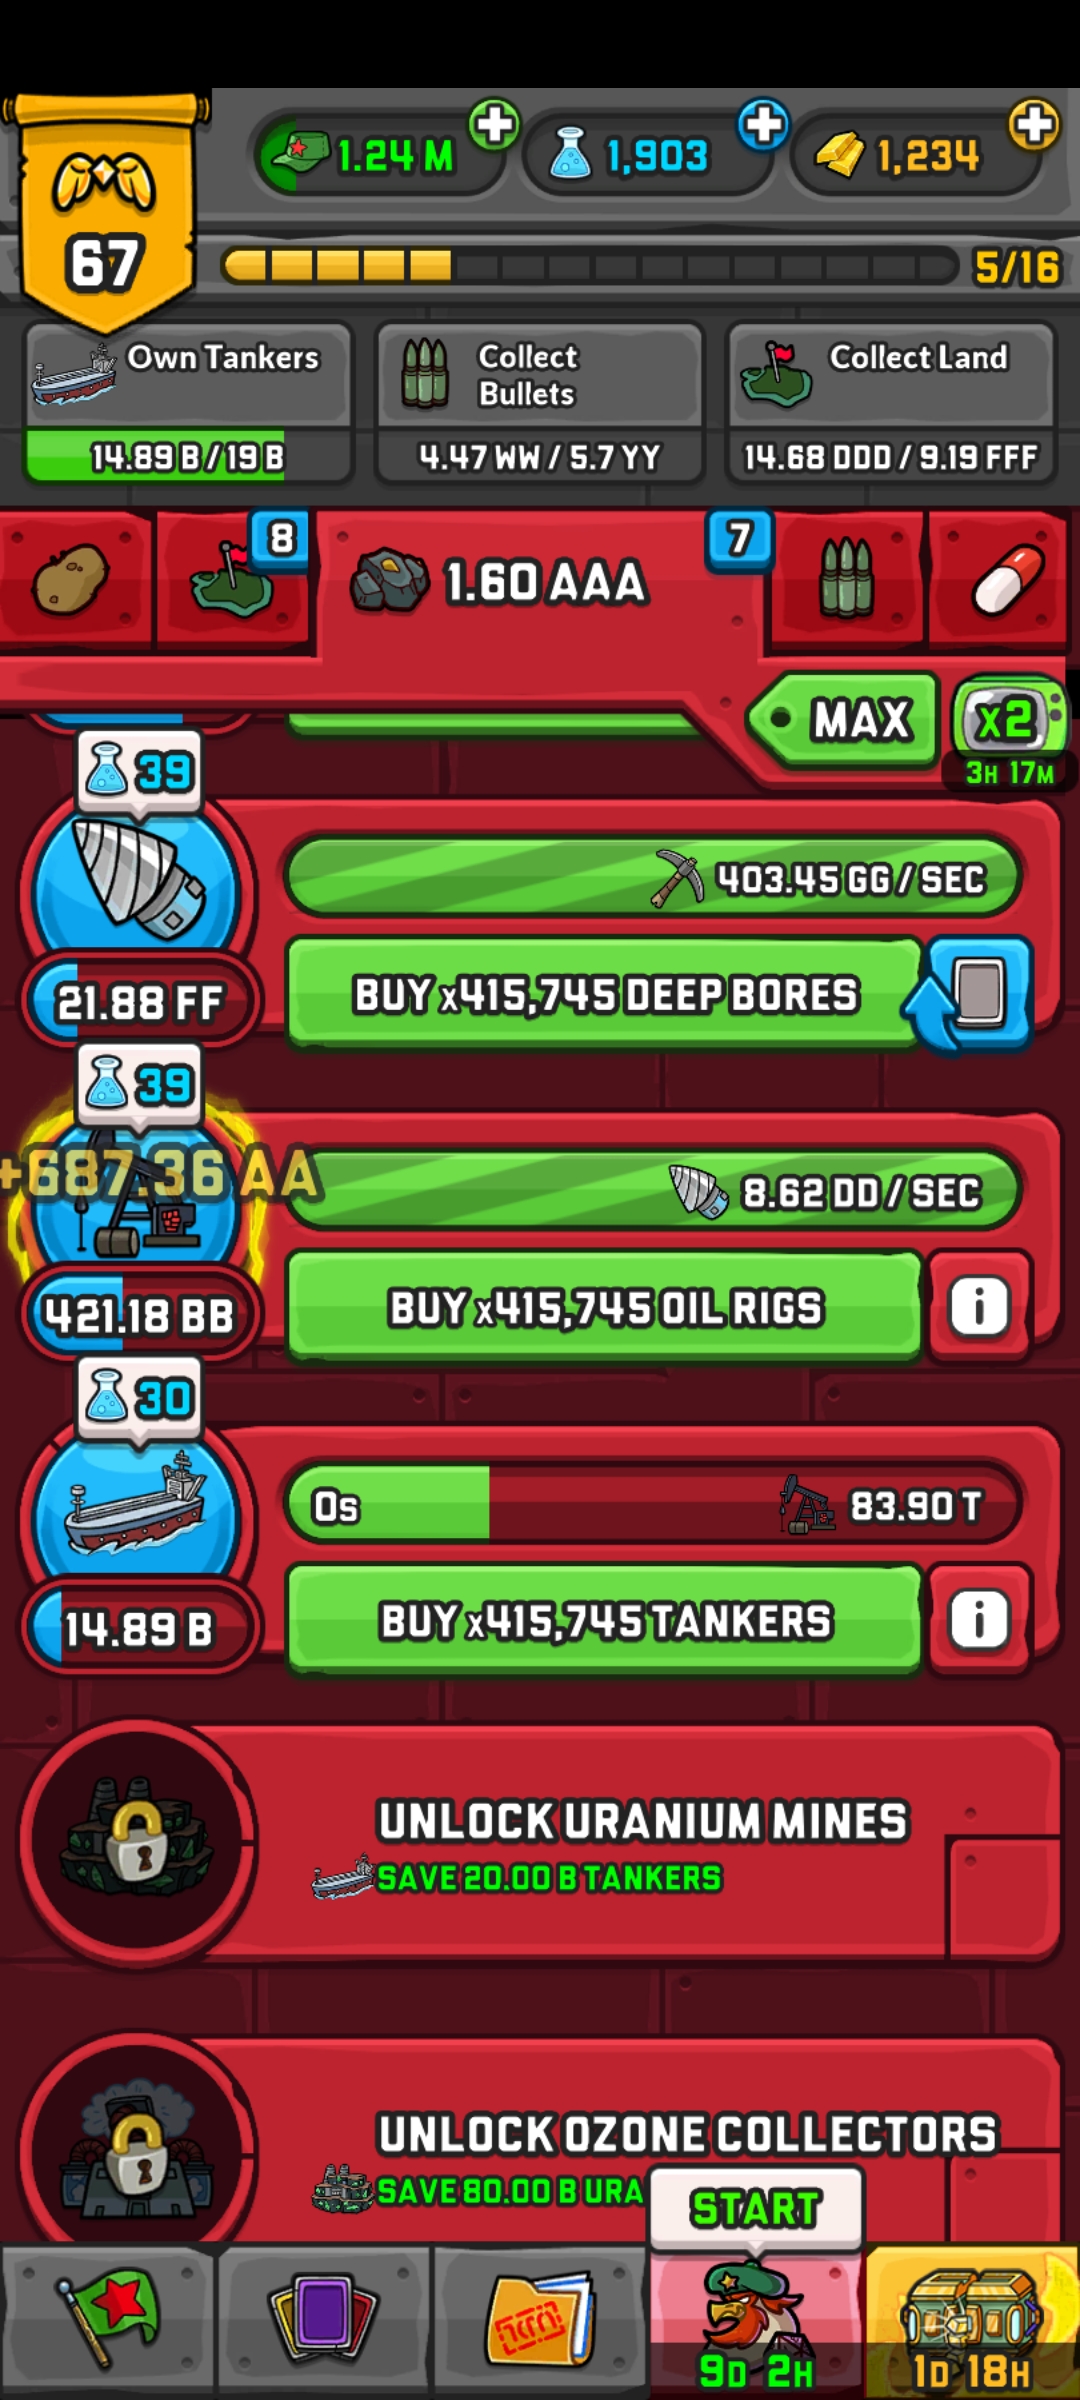 1.24 M
1,903
1,234
67
5/16
Own Tankers
14.89 B / 19 B
Collect
Bullets
4.47 WW / 5.7 YY
Collect Land
14.68 DDD / 9.19 FFF
8
1.60 AAA
7
MAX
x2
3H 17M
39
403.45 GG / SEC
21.88 FF
BUY x415,745 DEEP BORES
39
+687.36 AA
8.62 DD / SEC
421.18 BB
BUY x415,745 OIL RIGS
i
30
0s
83.90 T
14.89 B
BUY x415,745 TANKERS
i
UNLOCK URANIUM MINES
SAVE 20.00 B TANKERS
UNLOCK OZONE COLLECTORS
SAVE 80.00 B URA
START
9D 2H
1D 18H